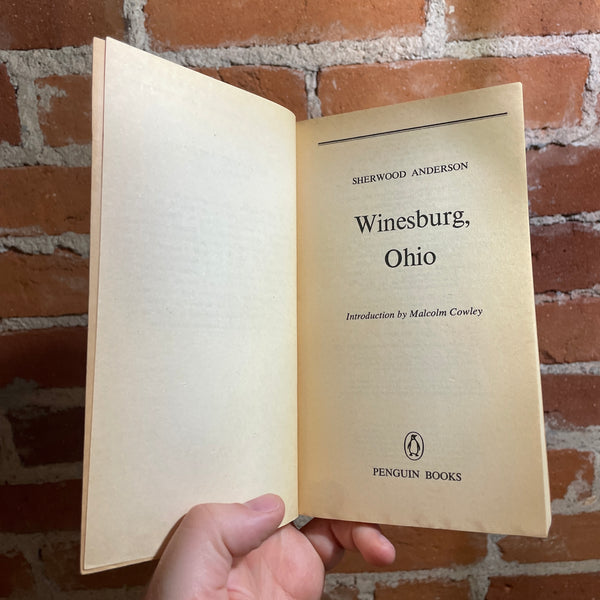 SHERWOOD ANDERSON
Winesburg,
Ohio
Introduction by Malcolm Cowley
PENGUIN BOOKS